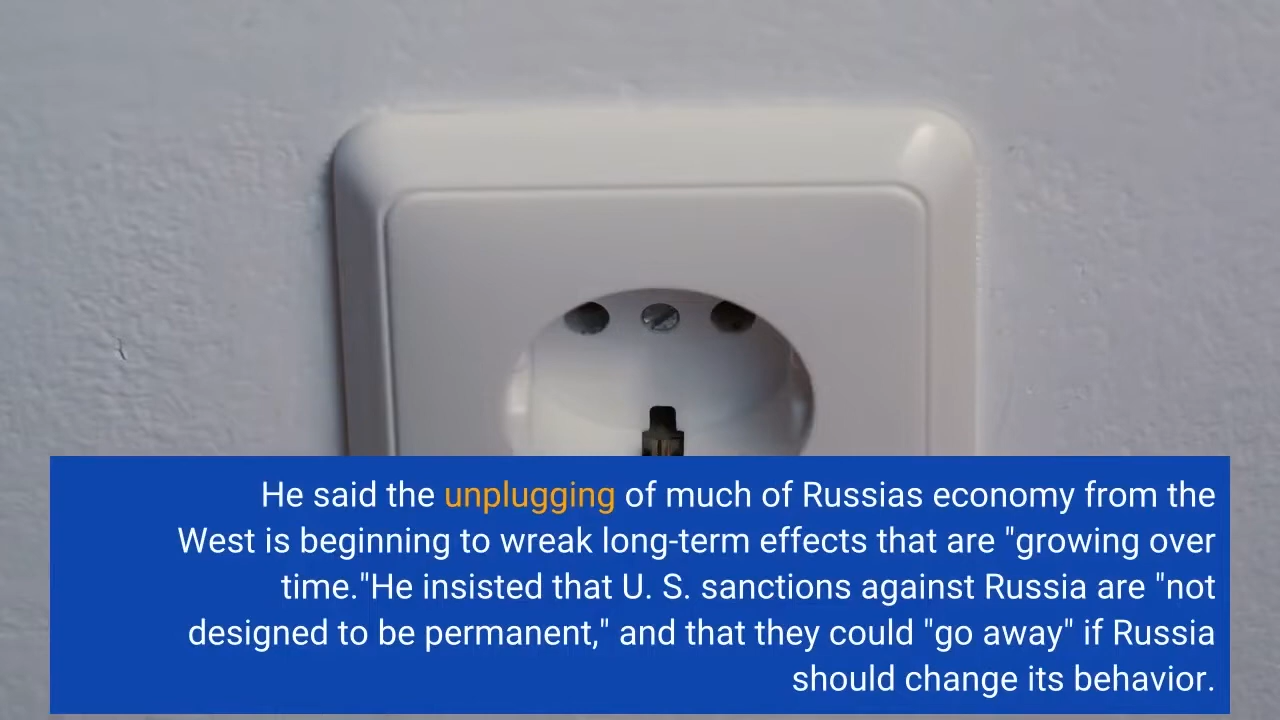 He said the unplugging of much of Russias economy from the
West is beginning to wreak long-term effects that are "growing over
time."He insisted that U. S. sanctions against Russia are "not
designed to be permanent," and that they could "go away" if Russia
should change its behavior.